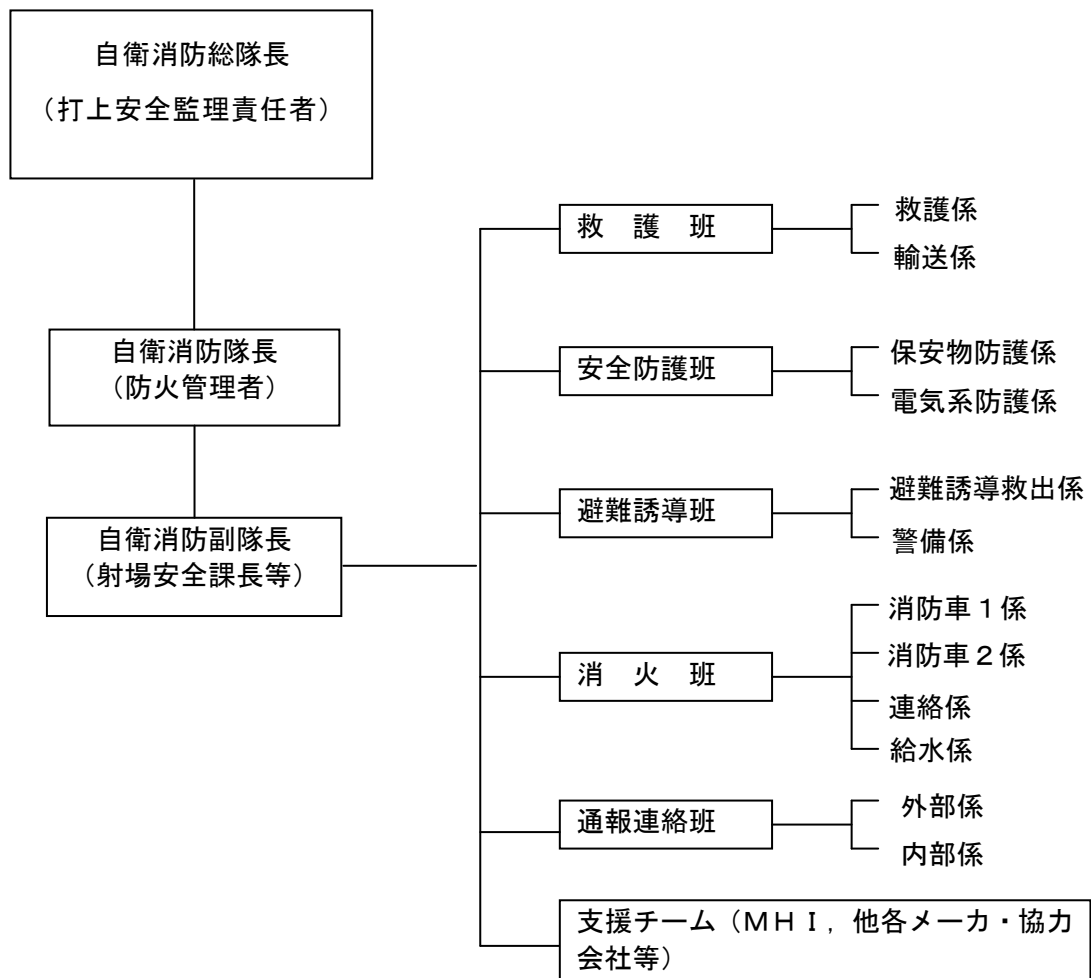 自衛消防総隊長
（打上安全監理責任者）
自衛消防隊長
（防火管理者）
自衛消防副隊長
（射場安全課長等）
救　護　班
救護係
輸送係
安全防護班
保安物防護係
電気系防護係
避難誘導班
避難誘導救出係
警備係
消　火　班
消防車１係
消防車２係
連絡係
給水係
通報連絡班
外部係
内部係
支援チーム（ＭＨＩ，他各メーカ・協力
会社等）